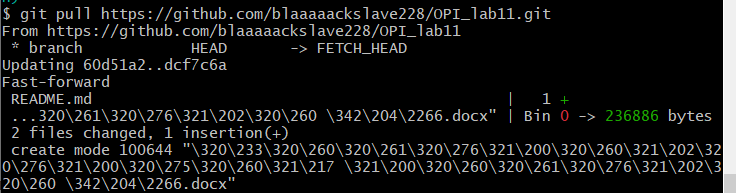 $ git pull https://github.com/blaaaaackslave228/OPI_lab11.git
From https://github.com/blaaaaackslave228/OPI_lab11
 * branch            HEAD       -> FETCH_HEAD
Updating 60d51a2..dcf7c6a
Fast-forward
 README.md                                          |   1 +
 ...320\261\320\276\321\202\320\260 \342\204\2266.docx" | Bin 0 -> 236886 bytes
 2 files changed, 1 insertion(+)
 create mode 100644 "\320\233\320\260\320\261\320\276\321\200\320\260\321\202\32
0\276\321\200\320\275\320\260\321\217 \321\200\320\260\320\261\320\276\321\202\3
20\260 \342\204\2266.docx"